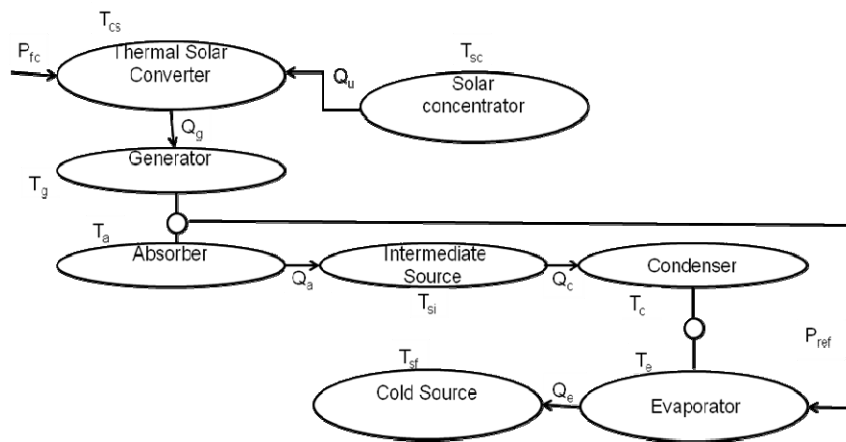 T_cs
P_fc
Thermal Solar
Converter
Q_u
T_sc
Solar
concentrator
Q_g
Generator
T_g
T_a
Absorber
Q_a
Intermediate
Source
T_si
Q_c
Condenser
T_c
P_ref
T_sf
Cold Source
Q_e
T_e
Evaporator